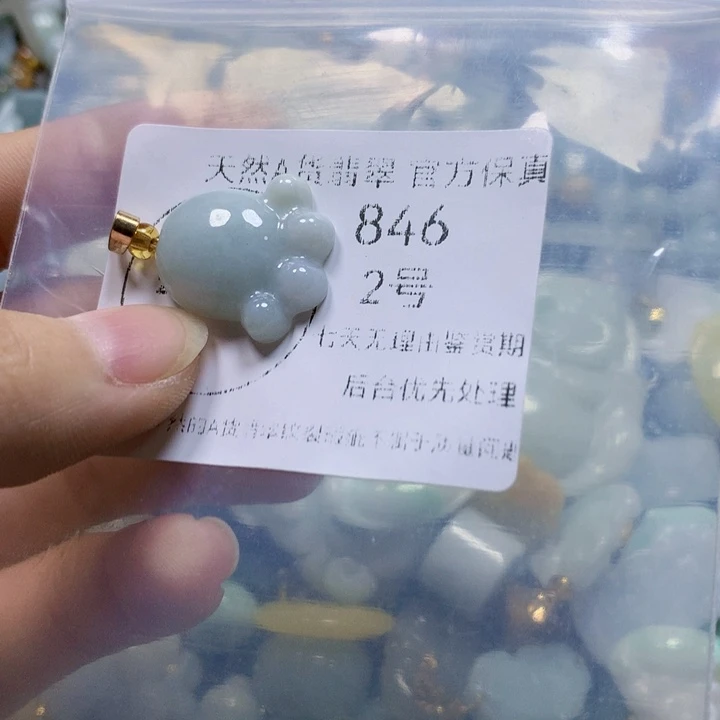 天然A货翡翠 官方保真
846
2号
七天无理由鉴赏期
后台优先处理